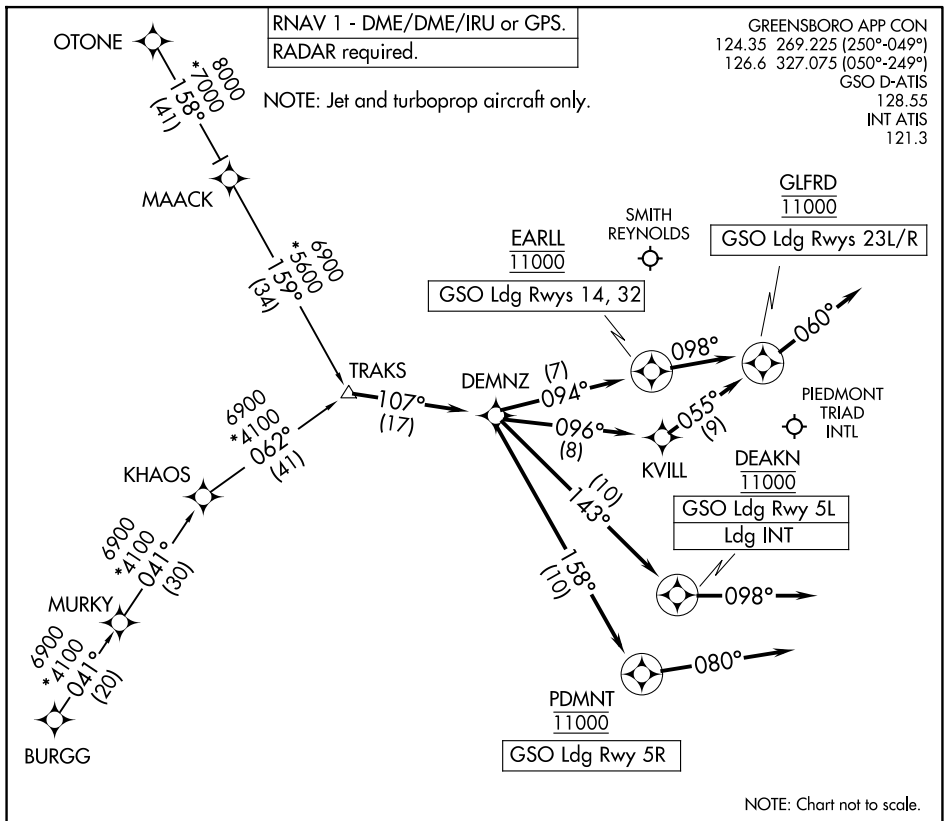 RNAV 1 - DME/DME/IRU or GPS.
RADAR required.
NOTE: Jet and turboprop aircraft only.
GREENSBORO APP CON
124.35 269.225 (250°-049°)
126.6 327.075 (050°-249°)
GSO D-ATIS
128.55
INT ATIS
121.3
OTONE
8000
*7000
158°
(41)
MAACK
6900
*5600
159°
(34)
TRAKS
107°
(17)
DEMNZ
6900
*4100
062°
(41)
KHAOS
6900
*4100
041°
(30)
MURKY
6900
*4100
041°
(20)
BURGG
EARLL
11000
GSO Ldg Rwys 14, 32
SMITH
REYNOLDS
GLFRD
11000
GSO Ldg Rwys 23L/R
(7)
094°
098°
060°
096°
(8)
KVILL
055°
(9)
PIEDMONT
TRIAD
INTL
DEAKN
11000
GSO Ldg Rwy 5L
Ldg INT
(10)
143°
098°
158°
(10)
080°
PDMNT
11000
GSO Ldg Rwy 5R
NOTE: Chart not to scale.